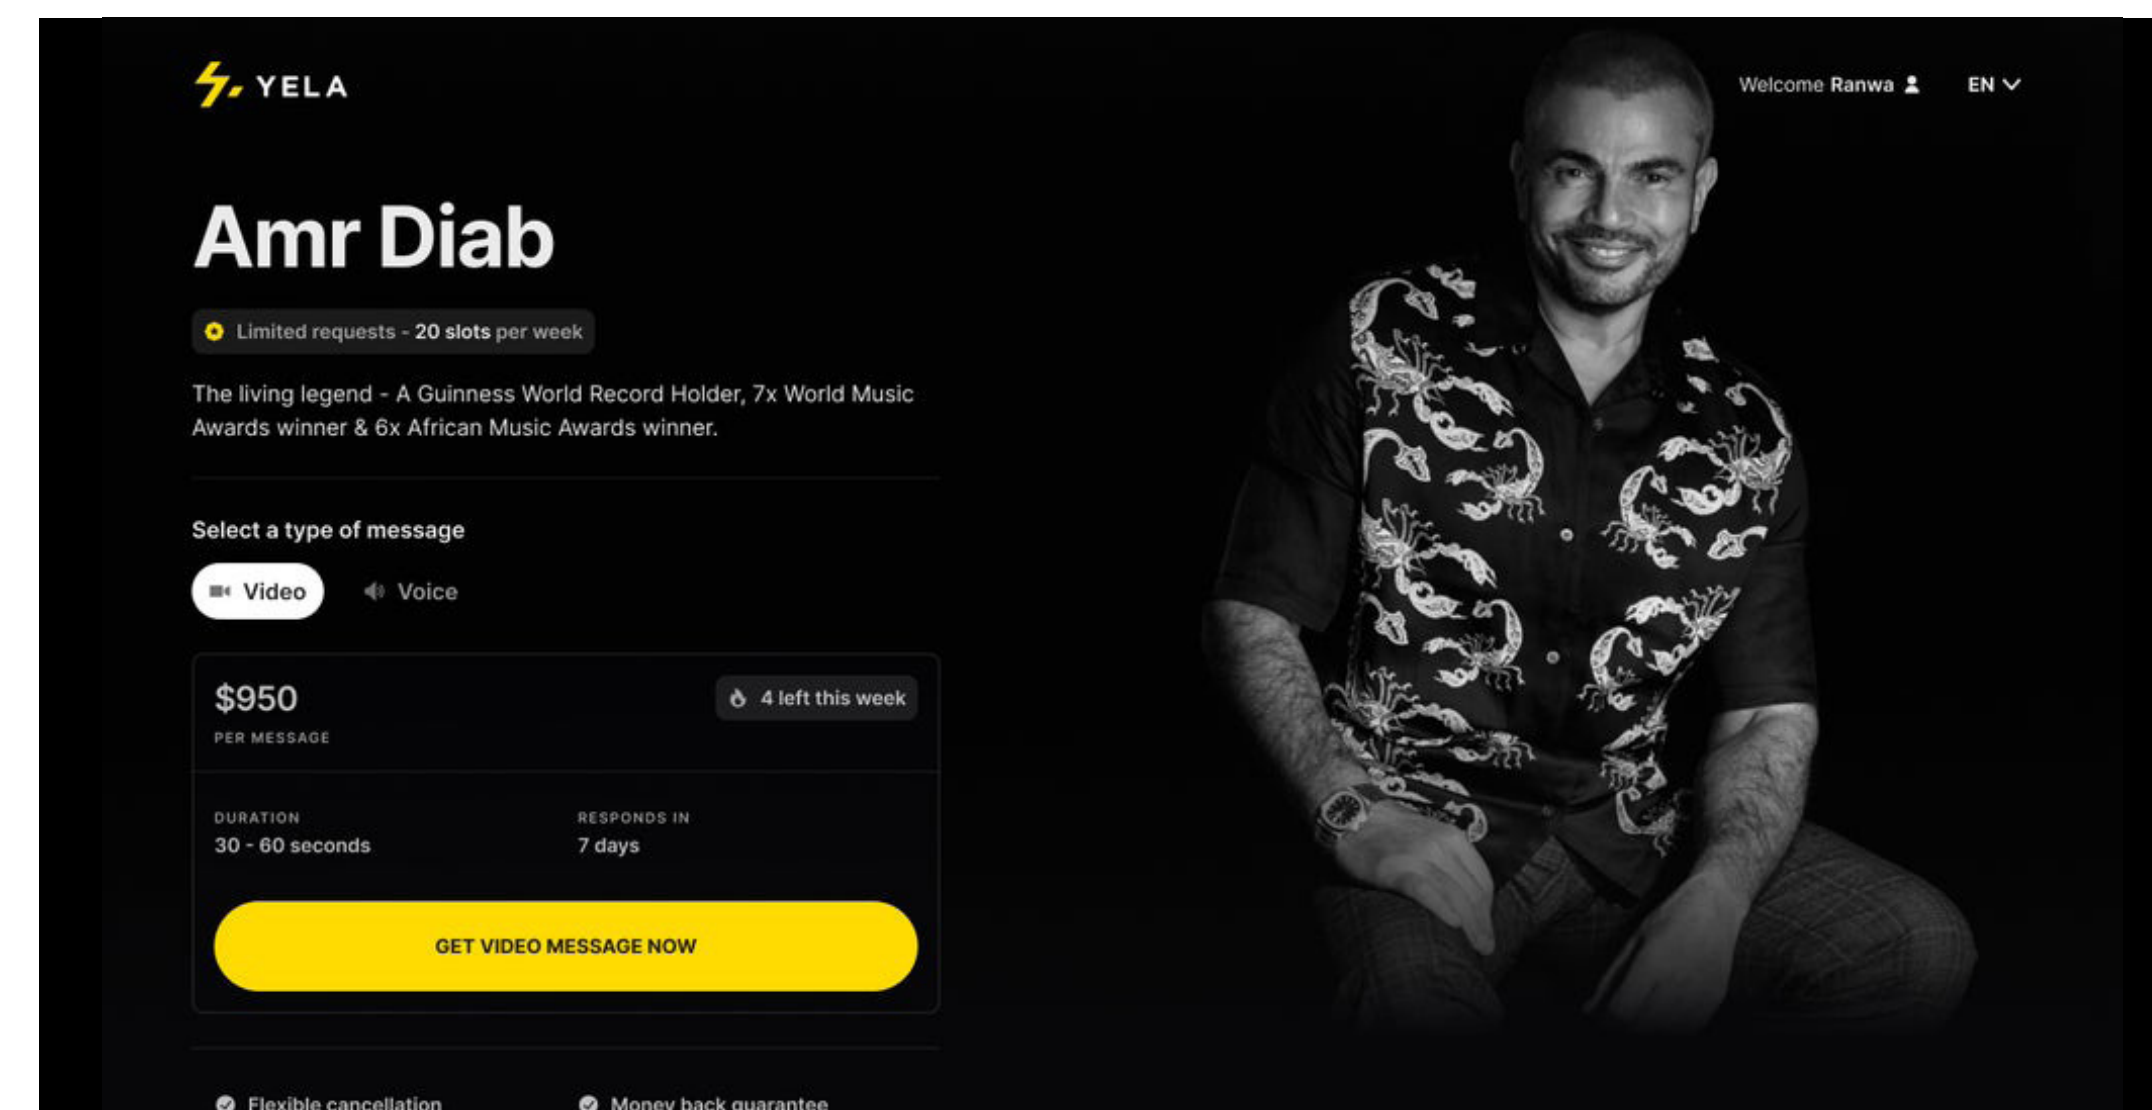 YELA
Welcome Ranwa
EN
Amr Diab
Limited requests - 20 slots per week
The living legend - A Guinness World Record Holder, 7x World Music
Awards winner & 6x African Music Awards winner.
Select a type of message
Video
Voice
$950
4 left this week
PER MESSAGE
DURATION
RESPONDS IN
30 - 60 seconds
7 days
GET VIDEO MESSAGE NOW
Flexible cancellation
Money back guarantee